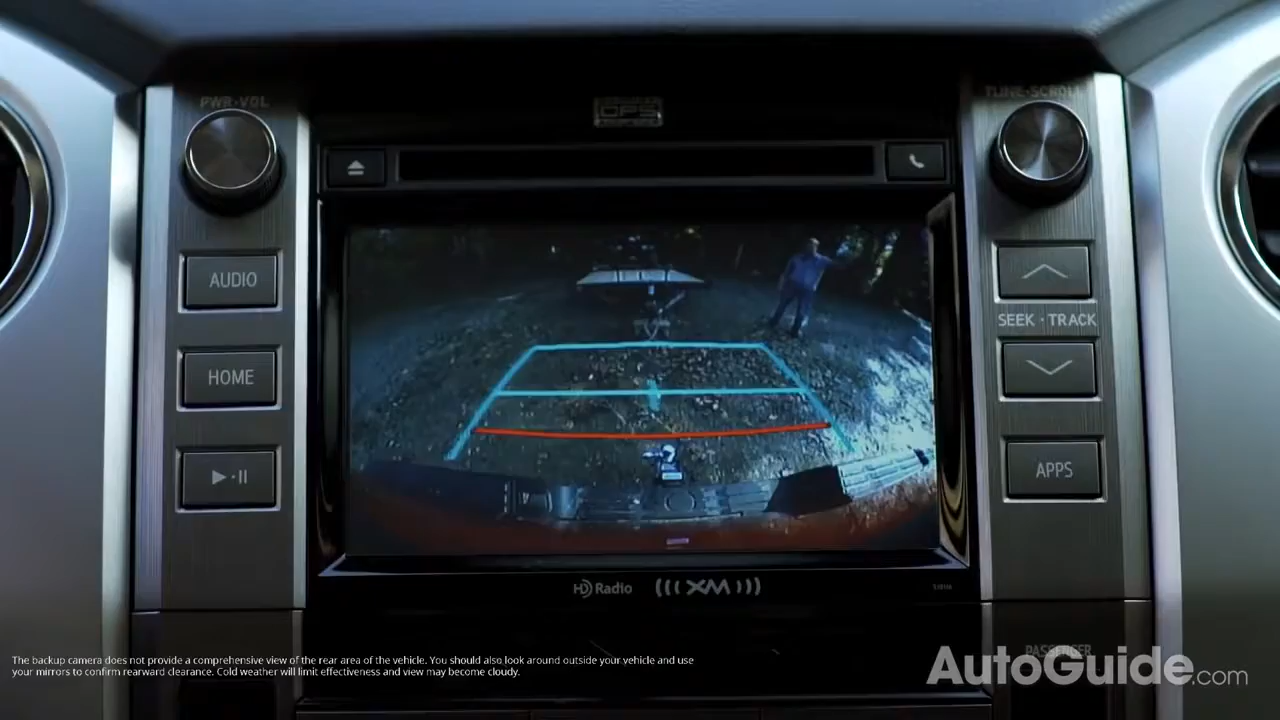 PWR·VOL
TUNE·SCROLL
GPS
AUDIO
SEEK · TRACK
HOME
APPS
HD Radio
(((XM)))
PASSENGER
The backup camera does not provide a comprehensive view of the rear area of the vehicle. You should also look around outside your vehicle and use
your mirrors to confirm rearward clearance. Cold weather will limit effectiveness and view may become cloudy.
AutoGuide.com